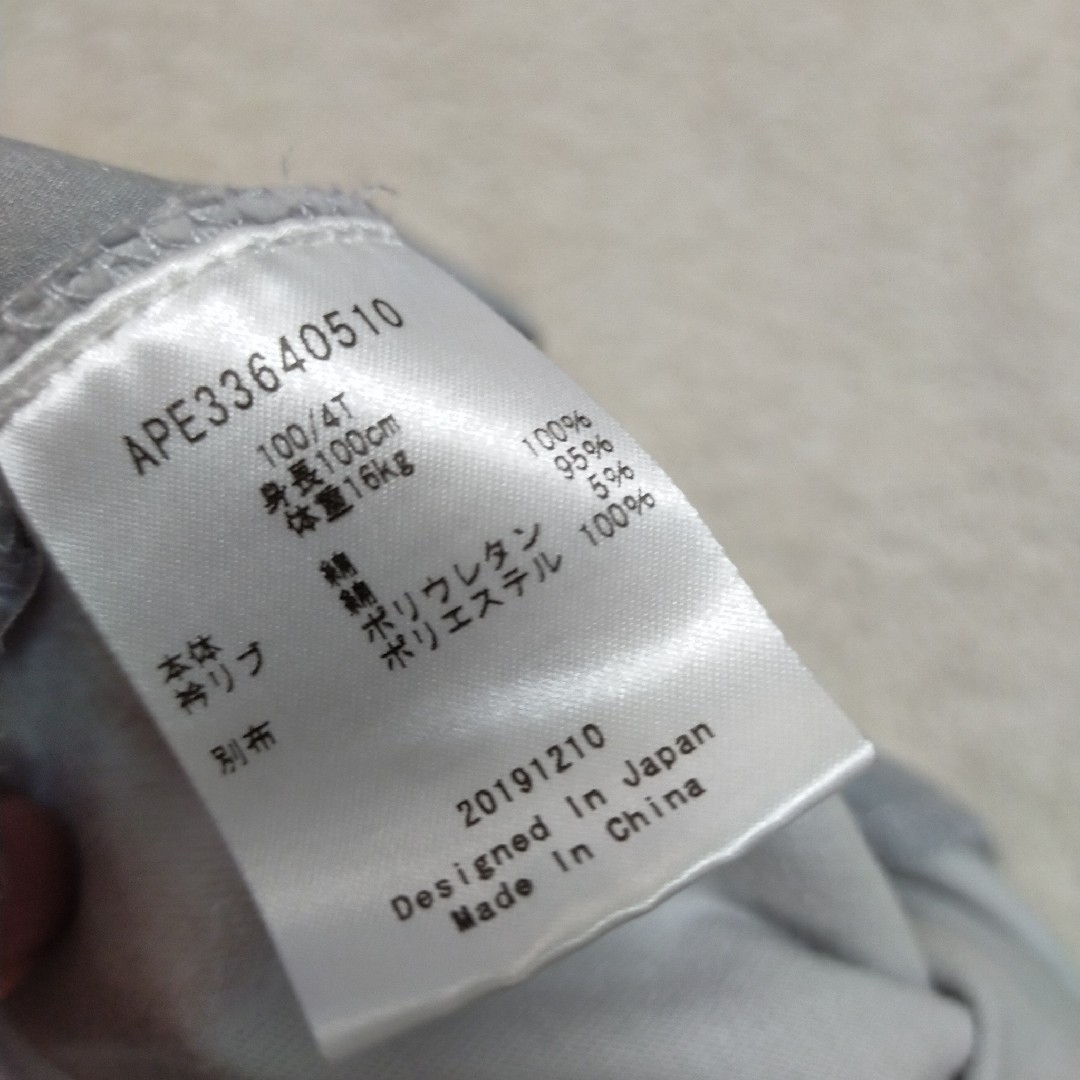 APE33640510
100/4T
身長100cm
体重16kg
本体 綿 100%
衿リブ 綿 95%
ポリウレタン 5%
別布 ポリエステル 100%
20191210
Designed In Japan
Made In China